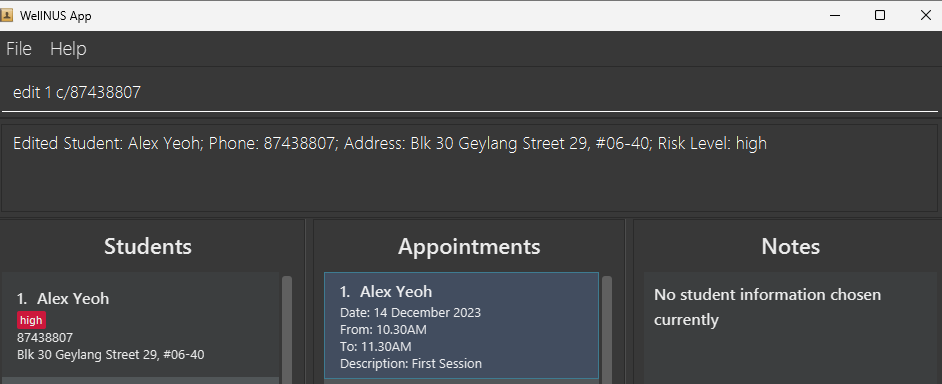 WellNUS App
File Help
edit 1 c/87438807
Edited Student: Alex Yeoh; Phone: 87438807; Address: Blk 30 Geylang Street 29, #06-40; Risk Level: high
Students
1. Alex Yeoh
high
87438807
Blk 30 Geylang Street 29, #06-40
Appointments
1. Alex Yeoh
Date: 14 December 2023
From: 10.30AM
To: 11.30AM
Description: First Session
Notes
No student information chosen
currently